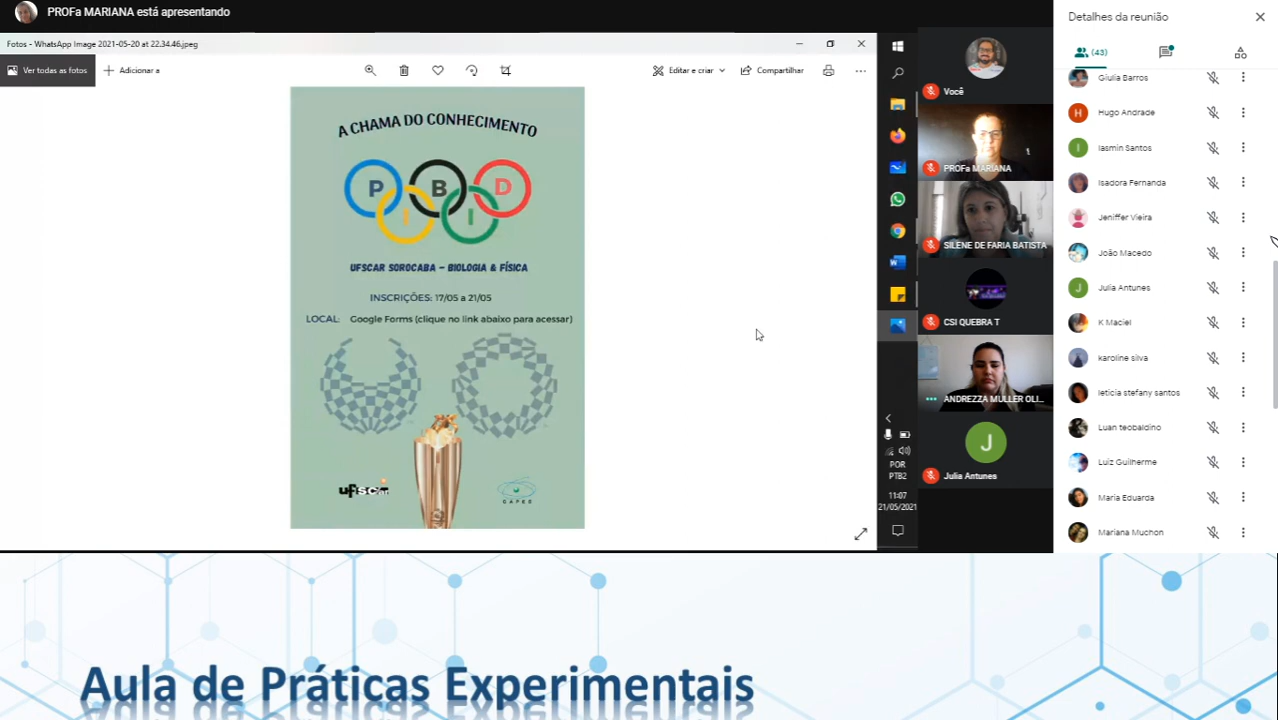 PROFa MARIANA está apresentando
Fotos - WhatsApp Image 2021-05-20 at 22.34.46.jpeg
Ver todas as fotos
Adicionar a
Editar e criar
Compartilhar
A CHAMA DO CONHECIMENTO
P I B I D
UFSCAR SOROCABA – BIOLOGIA & FÍSICA
INSCRIÇÕES: 17/05 a 21/05
LOCAL: Google Forms (clique no link abaixo para acessar)
ufscar
CAPES
POR
PTB2
11:07
21/05/2021
Você
PROFa MARIANA
SILENE DE FARIA BATISTA
CSI QUEBRA T
ANDREZZA MULLER OLI...
J
Julia Antunes
Detalhes da reunião
(43)
Giulia Barros
H Hugo Andrade
I Iasmin Santos
Isadora Fernanda
Jeniffer Vieira
João Macedo
J Julia Antunes
K Maciel
karoline silva
leticia stefany santos
Luan teobaldino
Luiz Guilherme
Maria Eduarda
Mariana Muchon
Aula de Práticas Experimentais